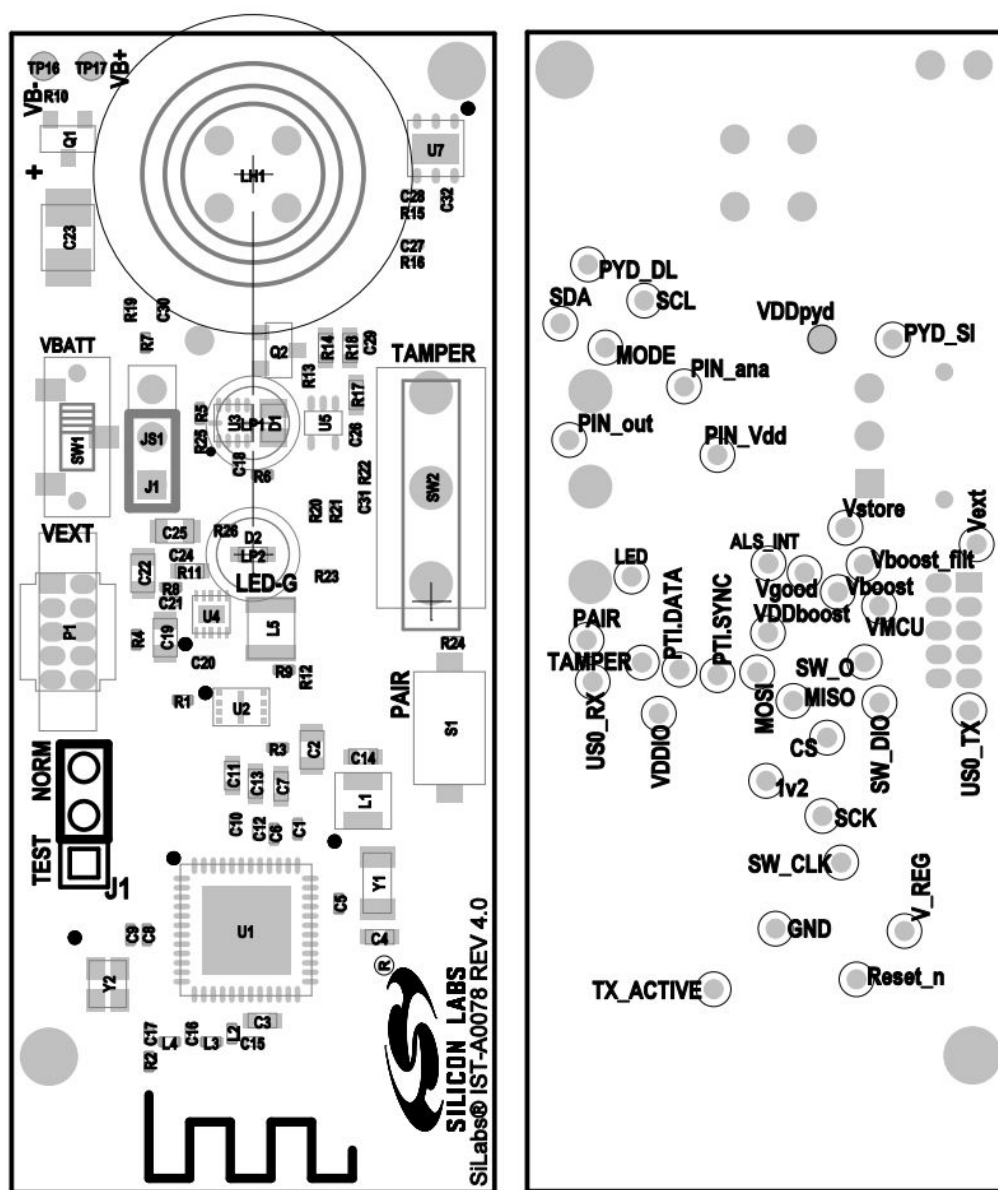 TP16
TP17
VB-
VB+
R10
Q1
+
C23
LH1
U7
C28
R15
C32
C27
R16
R19
C30
R7
VBATT
Q2
R14
R18
C29
R13
TAMPER
SW1
JS1
J1
R5
R25
U3
LP1
D1
U5
R17
C26
C18
R6
R22
C31
R20
R21
SW2
VEXT
C25
R26
D2
C24
LP2
C22
R11
R8
LED-G
R23
C21
P1
U4
L5
R4
C19
C20
R9
R12
R24
R1
U2
PAIR
S1
NORM
TEST
J1
R3
C2
C14
C11
C13
C7
L1
C10
C12
C6
C1
U1
Y1
C5
C4
C9
C8
Y2
®
C3
C17
C16
L2
R2
L4
L3
C15
SILICON LABS
SiLabs® IST-A0078 REV 4.0
PYD_DL
SDA
SCL
VDDpyd
PYD_SI
MODE
PIN_ana
PIN_out
PIN_Vdd
Vstore
Vext
LED
ALS_INT
Vboost_filt
Vgood
Vboost
PAIR
VDDboost
VMCU
TAMPER
PTI.DATA
PTI.SYNC
SW_O
US0_RX
VDDIO
MOSI
MISO
CS
SW_DIO
US0_TX
1v2
SCK
SW_CLK
V_REG
GND
Reset_n
TX_ACTIVE